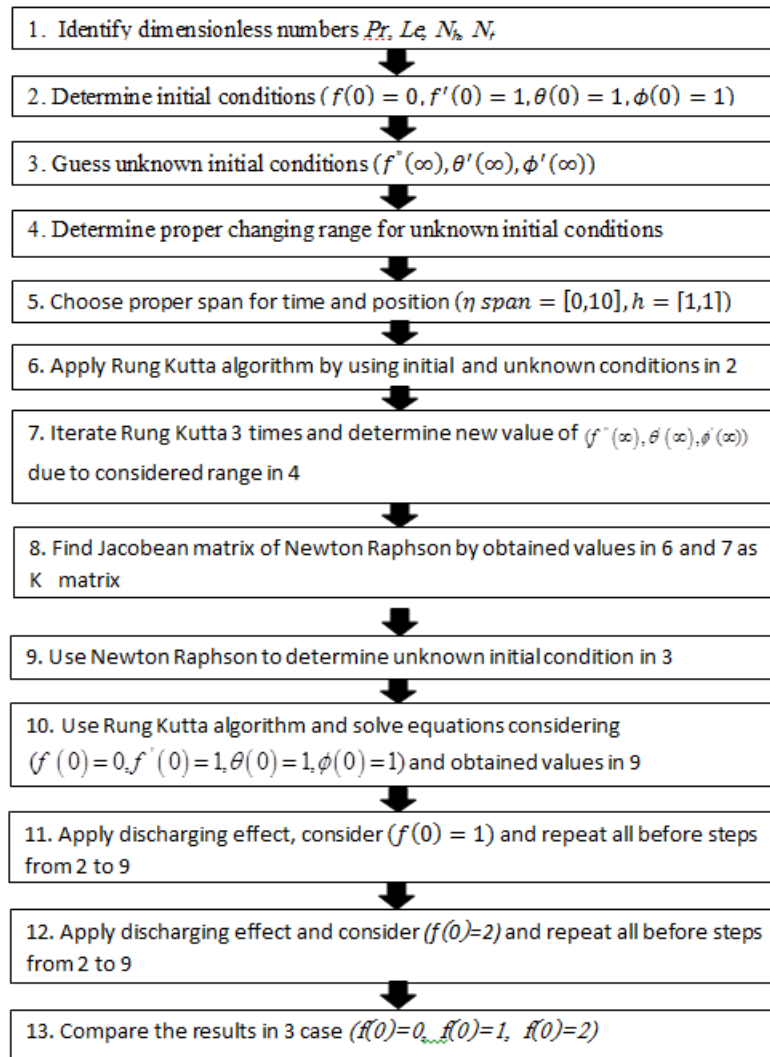 1. Identify dimensionless numbers Pr, Le, Nb, Nt
2. Determine initial conditions (f(0) = 0, f′(0) = 1, θ(0) = 1, ϕ(0) = 1)
3. Guess unknown initial conditions (f"(∞), θ′(∞), ϕ′(∞))
4. Determine proper changing range for unknown initial conditions
5. Choose proper span for time and position (η span = [0,10], h = [1,1])
6. Apply Rung Kutta algorithm by using initial and unknown conditions in 2
7. Iterate Rung Kutta 3 times and determine new value of (f"(∞), θ′(∞), ϕ′(∞))
due to considered range in 4
8. Find Jacobean matrix of Newton Raphson by obtained values in 6 and 7 as
K matrix
9. Use Newton Raphson to determine unknown initial condition in 3
10. Use Rung Kutta algorithm and solve equations considering
(f (0) = 0, f ′(0) = 1, θ(0) = 1, ϕ(0) = 1) and obtained values in 9
11. Apply discharging effect, consider (f(0) = 1) and repeat all before steps
from 2 to 9
12. Apply discharging effect and consider (f(0)=2) and repeat all before steps
from 2 to 9
13. Compare the results in 3 case (f(0)=0, f(0)=1, f(0)=2)